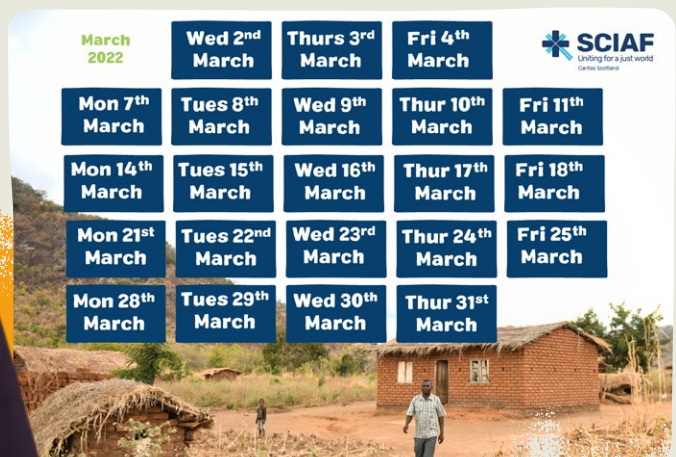 March
2022
Wed 2nd
March
Thurs 3rd
March
Fri 4th
March
SCIAF
Uniting for a just world
Caritas Scotland
Mon 7th
March
Tues 8th
March
Wed 9th
March
Thur 10th
March
Fri 11th
March
Mon 14th
March
Tues 15th
March
Wed 16th
March
Thur 17th
March
Fri 18th
March
Mon 21st
March
Tues 22nd
March
Wed 23rd
March
Thur 24th
March
Fri 25th
March
Mon 28th
March
Tues 29th
March
Wed 30th
March
Thur 31st
March